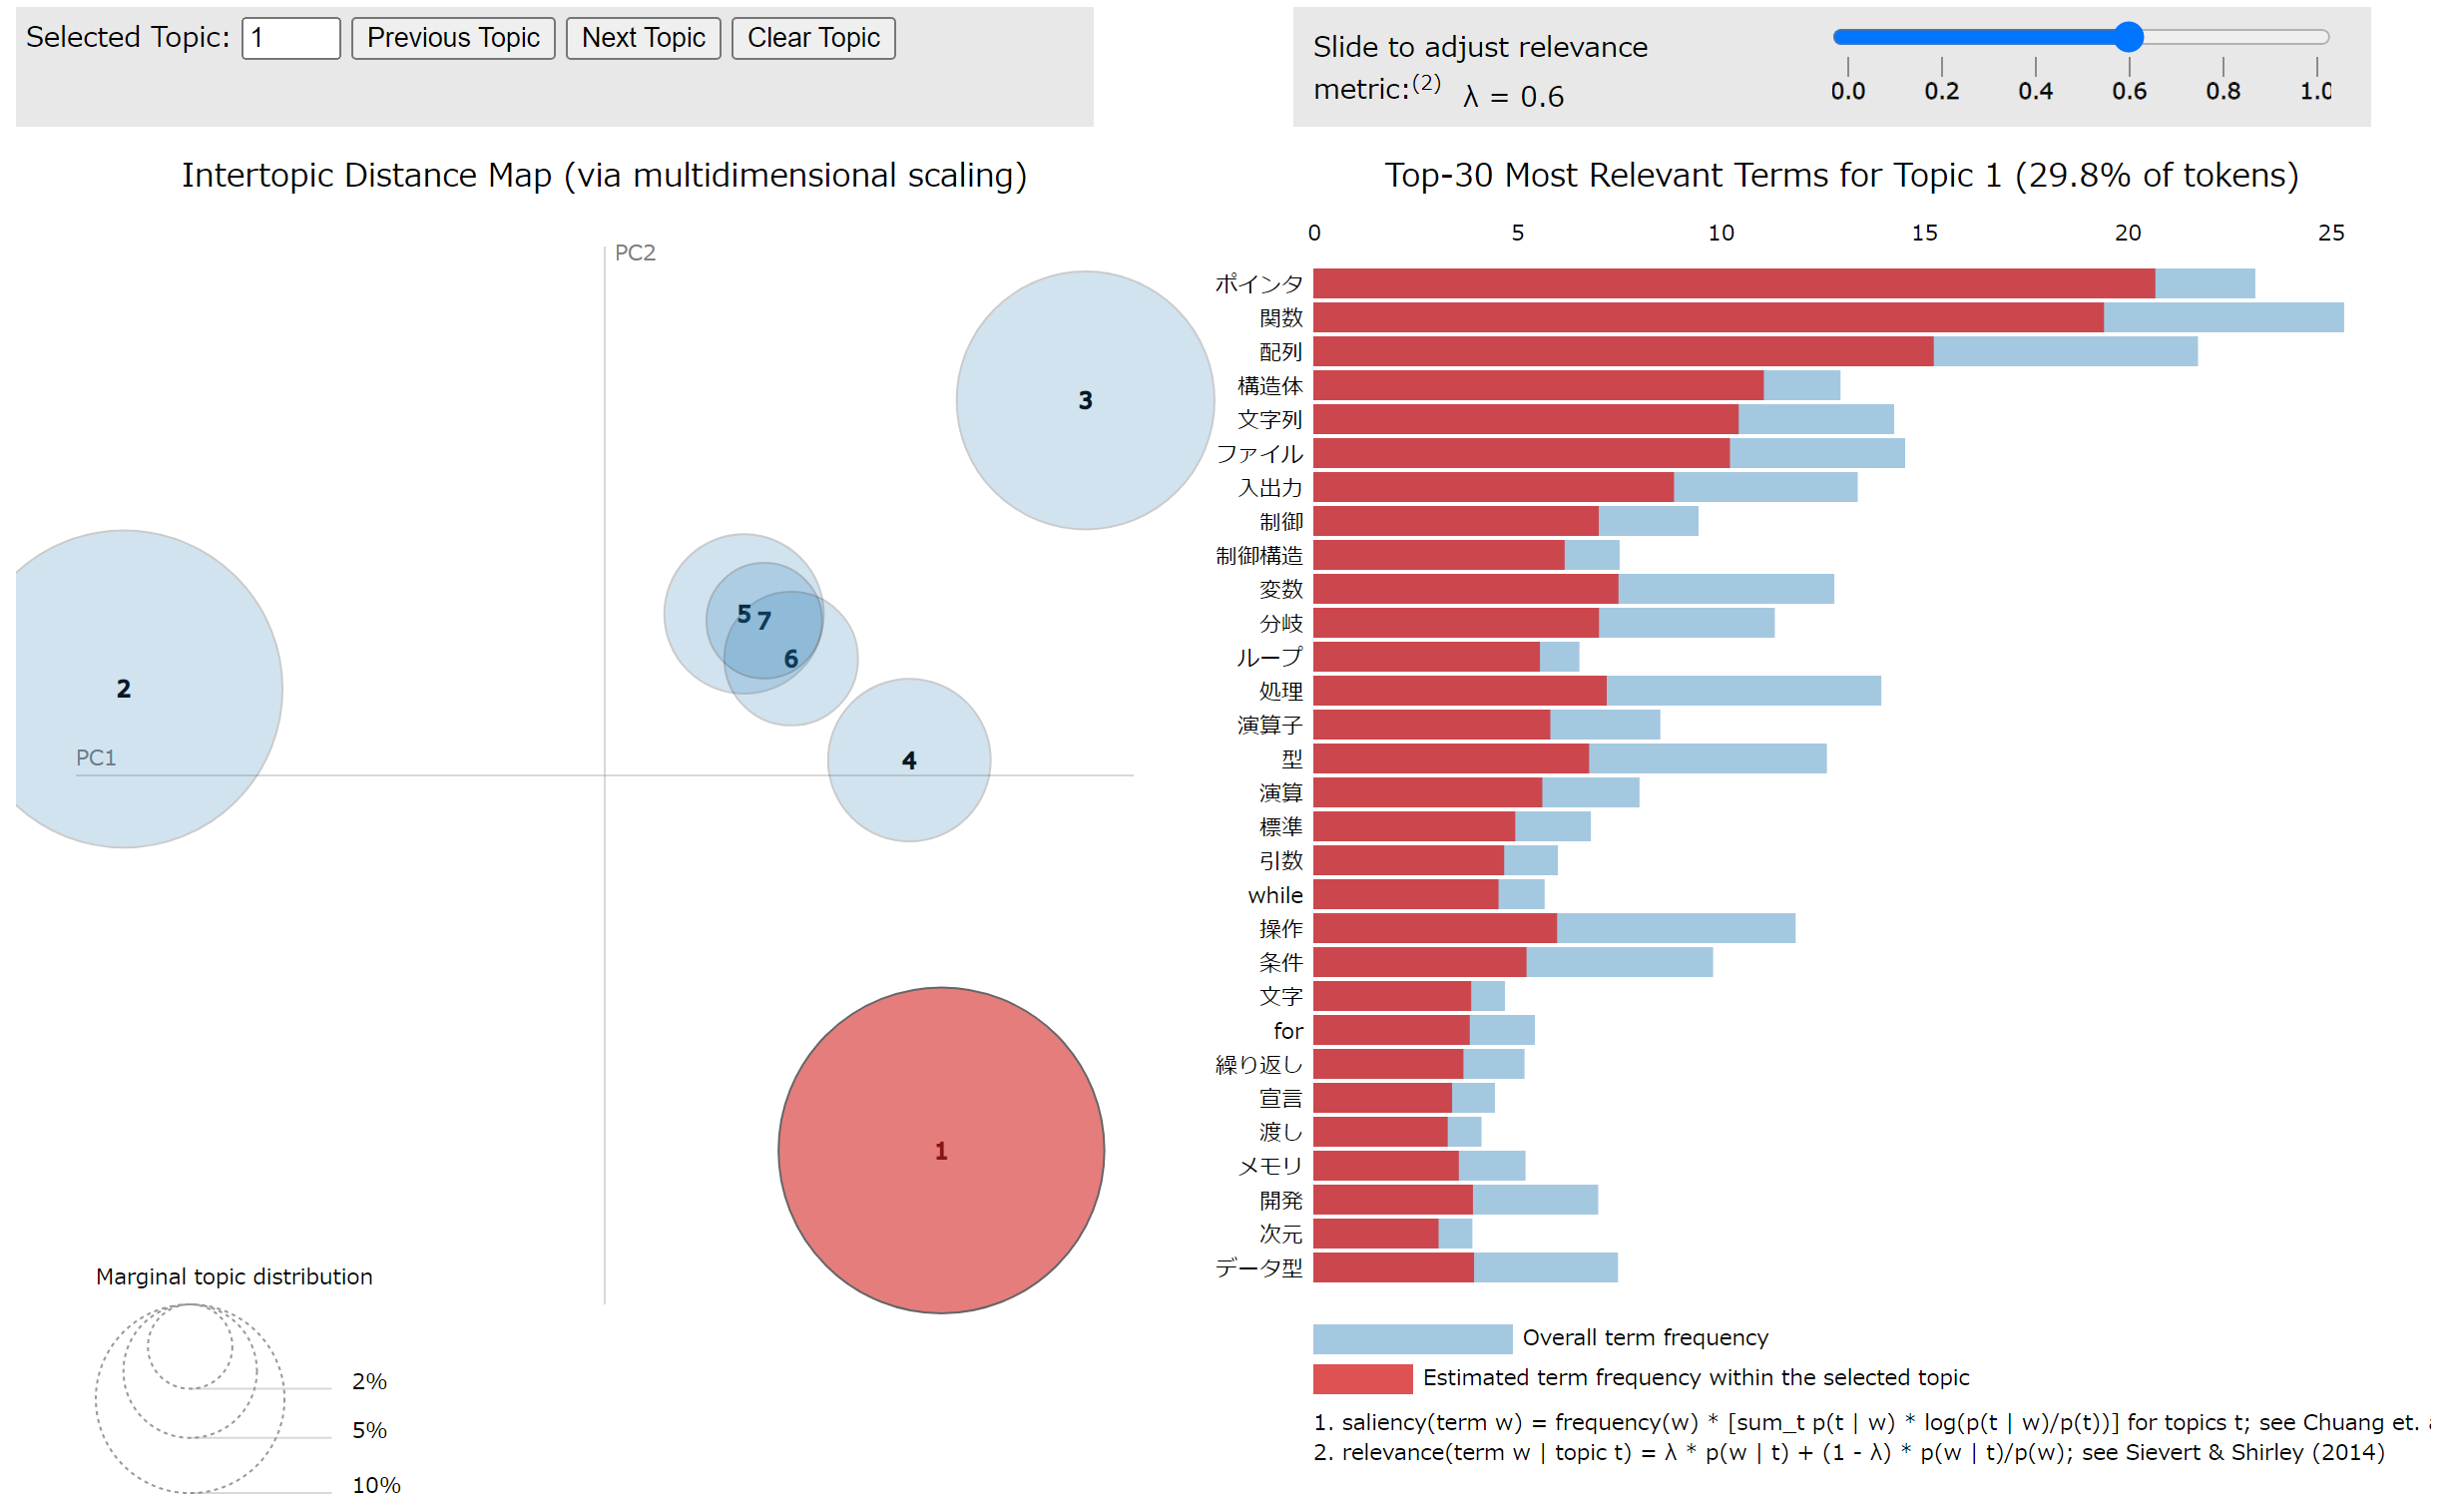 Selected Topic: 1 Previous Topic Next Topic Clear Topic
Slide to adjust relevance
metric:(2) λ = 0.6
0.0 0.2 0.4 0.6 0.8 1.0
Intertopic Distance Map (via multidimensional scaling)
PC2
PC1
3
5
7
6
2
4
1
Marginal topic distribution
2%
5%
10%
Top-30 Most Relevant Terms for Topic 1 (29.8% of tokens)
0 5 10 15 20 25
ポインタ
関数
配列
構造体
文字列
ファイル
入出力
制御
制御構造
変数
分岐
ループ
処理
演算子
型
演算
標準
引数
while
操作
条件
文字
for
繰り返し
宣言
渡し
メモリ
開発
次元
データ型
Overall term frequency
Estimated term frequency within the selected topic
1. saliency(term w) = frequency(w) * [sum_t p(t | w) * log(p(t | w)/p(t))] for topics t; see Chuang et.
2. relevance(term w | topic t) = λ * p(w | t) + (1 - λ) * p(w | t)/p(w); see Sievert & Shirley (2014)